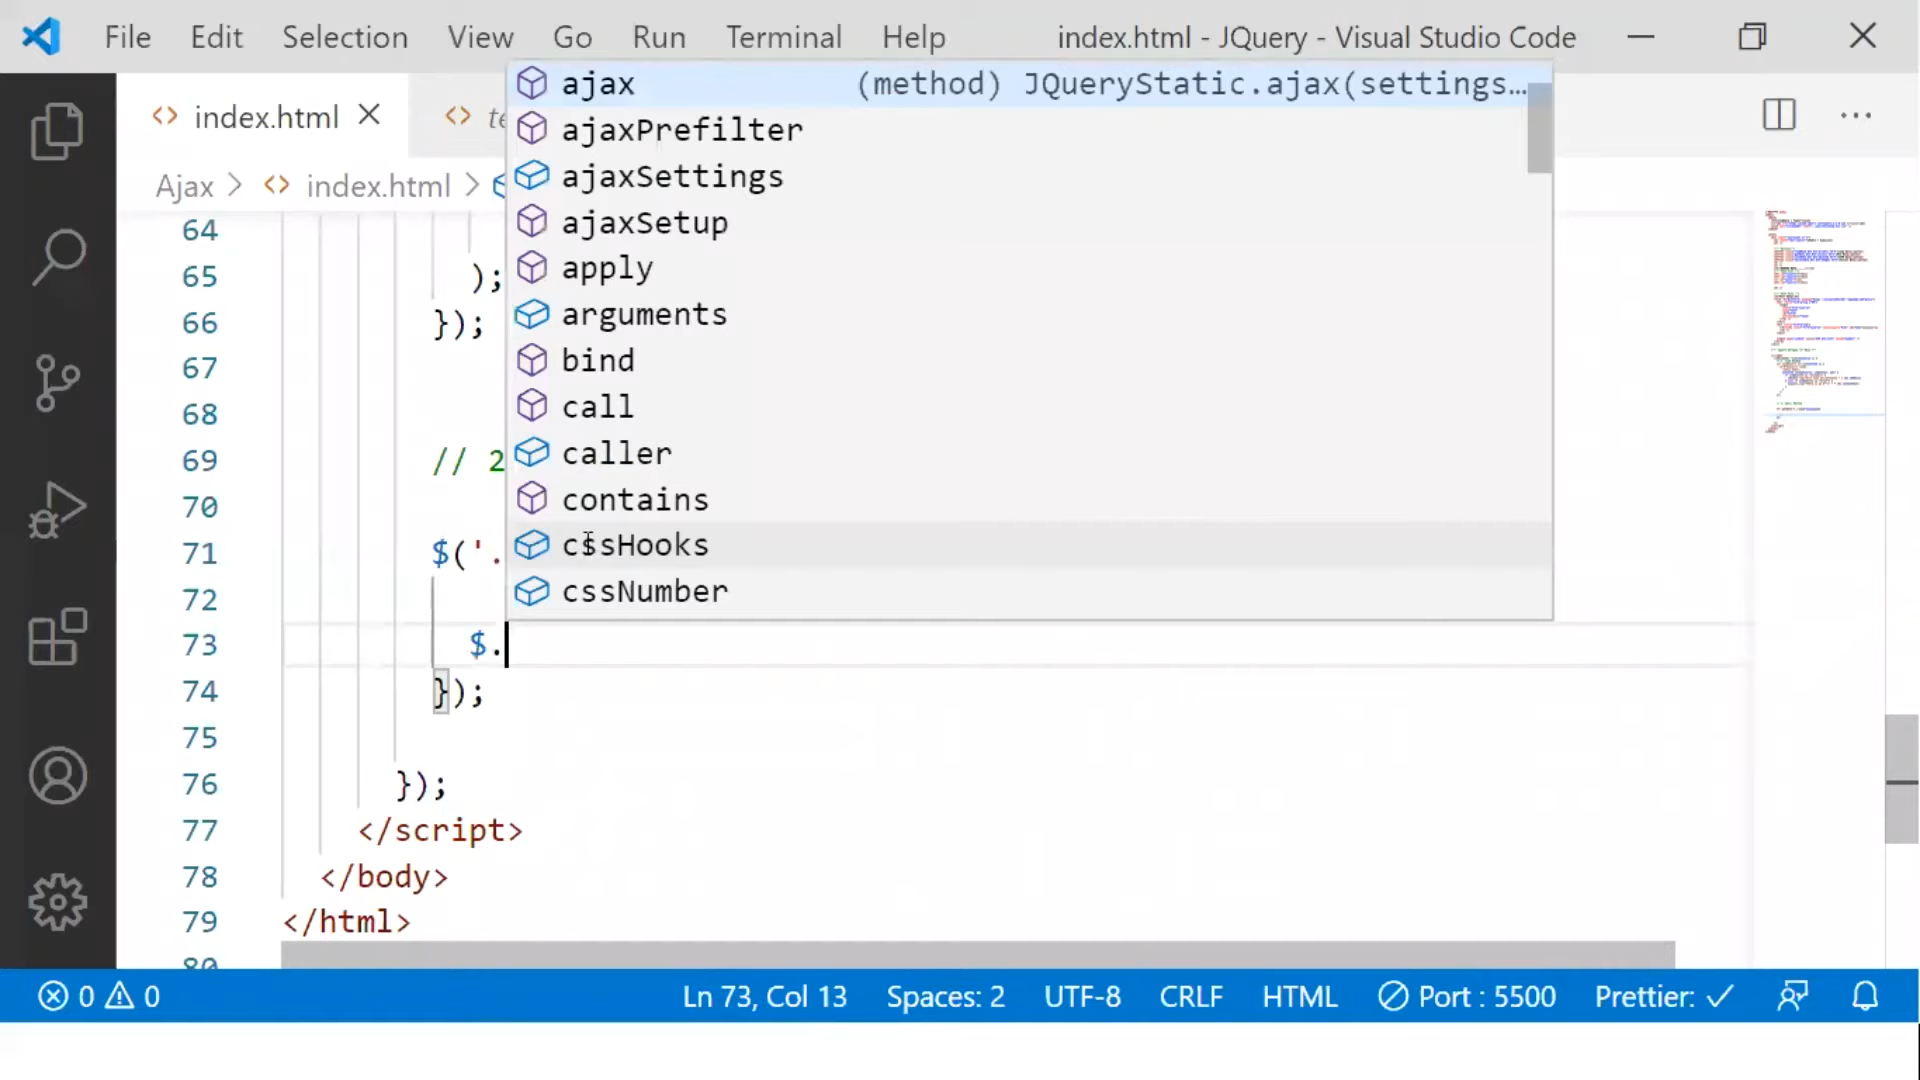 File Edit Selection View Go Run Terminal Help index.html - JQuery - Visual Studio Code
index.html
Ajax > index.html >
ajax (method) JQueryStatic.ajax(settings…
ajaxPrefilter
ajaxSettings
ajaxSetup
apply
arguments
bind
call
caller
contains
cssHooks
cssNumber
64
65 );
66 });
67
68
69 // 2
70
71 $('.
72
73 $.
74 });
75
76 });
77 </script>
78 </body>
79 </html>
80
0 0 Ln 73, Col 13 Spaces: 2 UTF-8 CRLF HTML Port : 5500 Prettier: ✓